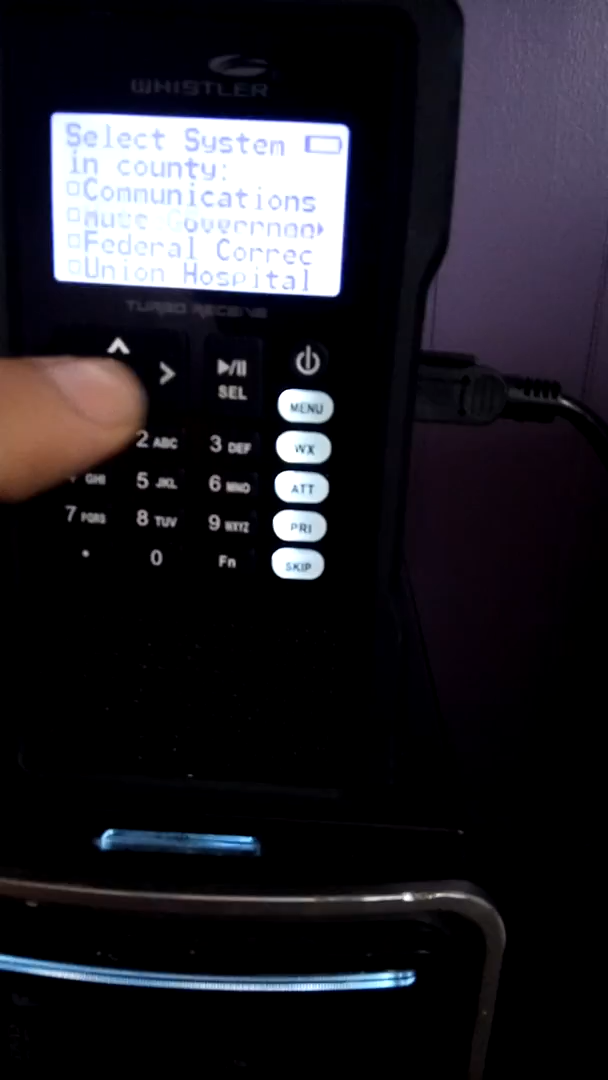 WHISTLER
Select System
in county:
Communications
Federal Correc
Union Hospital
TURBO RECEIVE
SEL
MENU
2 ABC
3 DEF
WX
GHI
5 JKL
6 MNO
ATT
7 PQRS
8 TUV
9 WXYZ
PRI
0
Fn
SKIP